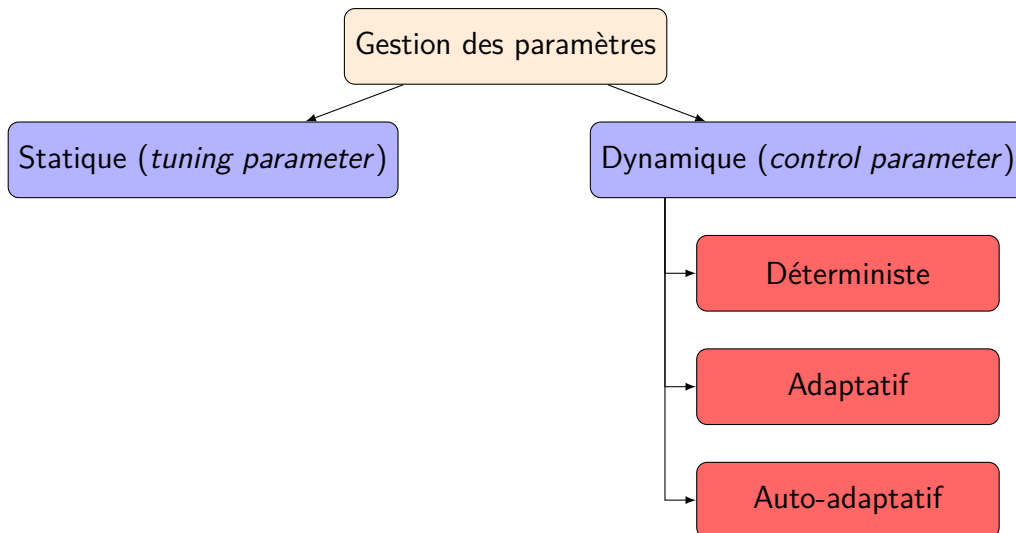 Gestion des paramètres
Statique (tuning parameter)
Dynamique (control parameter)
Déterministe
Adaptatif
Auto-adaptatif